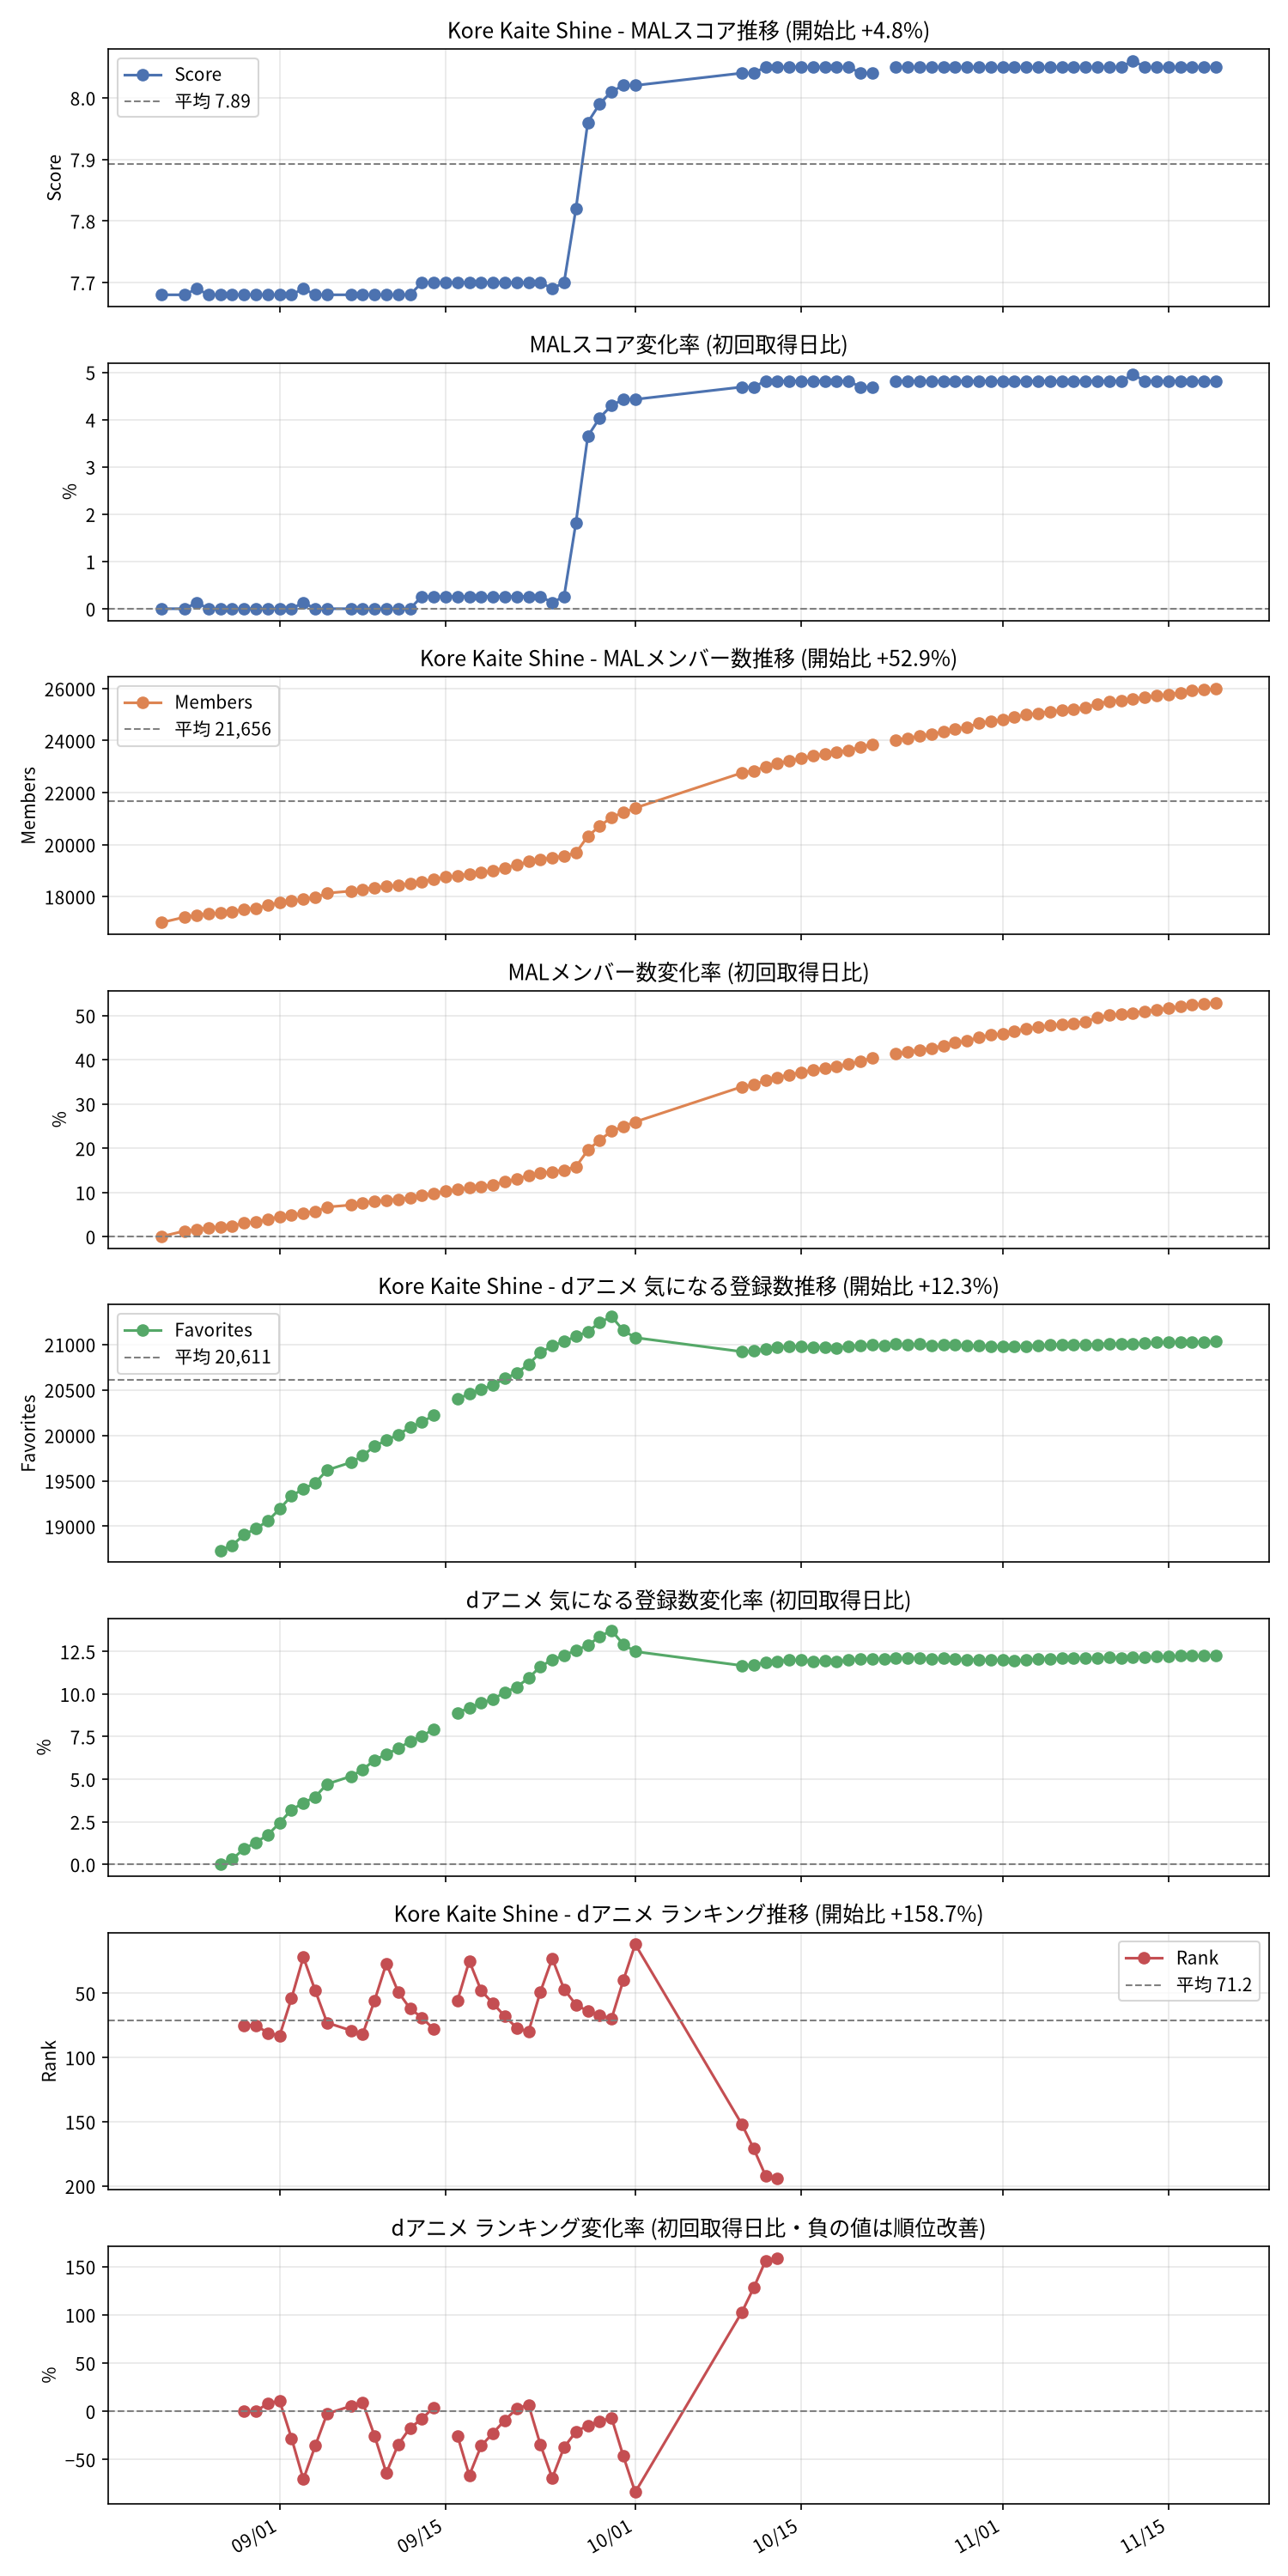 Kore Kaite Shine - MALスコア推移 (開始比 +4.8%)
Score
平均 7.89
Score
8.0
7.9
7.8
7.7
MALスコア変化率 (初回取得日比)
%
5
4
3
2
1
0
Kore Kaite Shine - MALメンバー数推移 (開始比 +52.9%)
Members
平均 21,656
Members
26000
24000
22000
20000
18000
MALメンバー数変化率 (初回取得日比)
%
50
40
30
20
10
0
Kore Kaite Shine - dアニメ 気になる登録数推移 (開始比 +12.3%)
Favorites
平均 20,611
Favorites
21000
20500
20000
19500
19000
dアニメ 気になる登録数変化率 (初回取得日比)
%
12.5
10.0
7.5
5.0
2.5
0.0
Kore Kaite Shine - dアニメ ランキング推移 (開始比 +158.7%)
Rank
平均 71.2
Rank
50
100
150
200
dアニメ ランキング変化率 (初回取得日比・負の値は順位改善)
%
150
100
50
0
−50
09/01
09/15
10/01
10/15
11/01
11/15